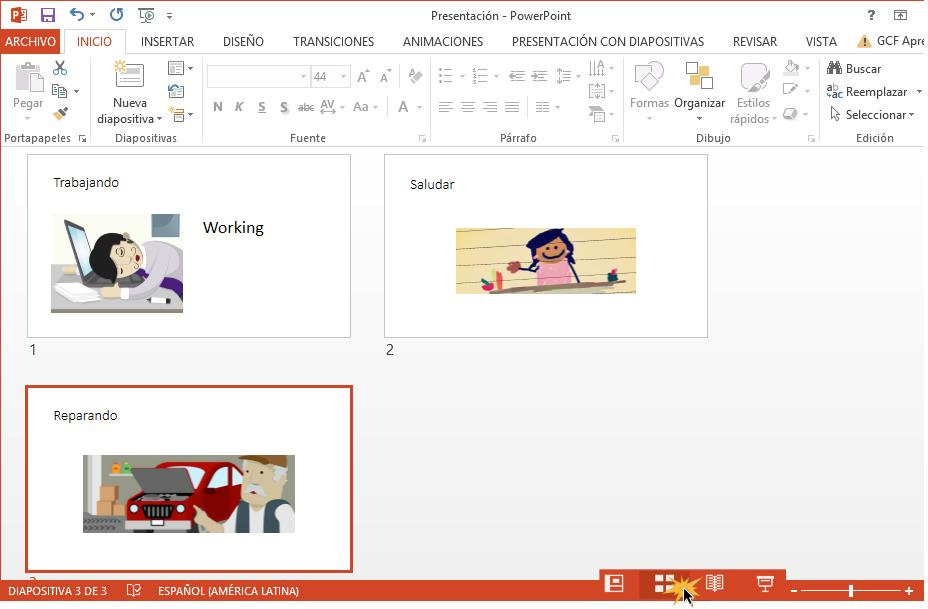 Presentación - PowerPoint
?
ARCHIVO INICIO INSERTAR DISEÑO TRANSICIONES ANIMACIONES PRESENTACIÓN CON DIAPOSITIVAS REVISAR VISTA GCF Apre
Pegar
Portapapeles
Nueva
diapositiva
Diapositivas
44
A A
N K S S abc AV Aa A
Fuente
Párrafo
Formas Organizar Estilos
rápidos
Dibujo
Buscar
Reemplazar
Seleccionar
Edición
Trabajando
Working
1
Saludar
2
Reparando
DIAPOSITIVA 3 DE 3 ESPAÑOL (AMÉRICA LATINA)